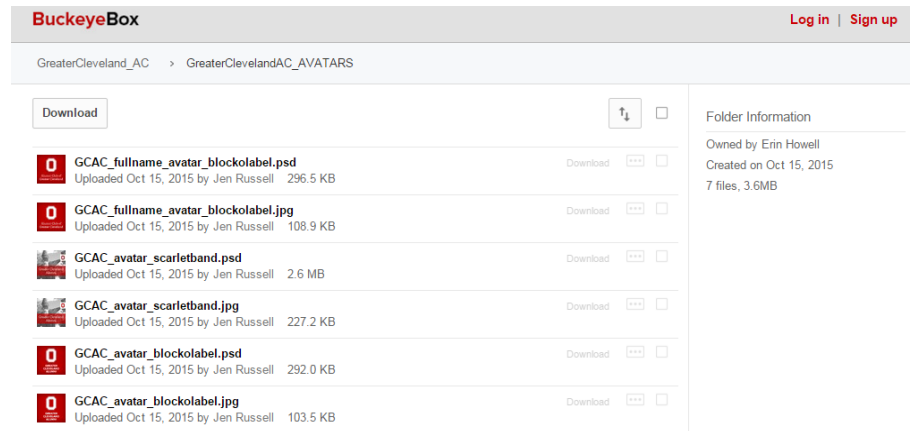 BuckeyeBox
Log in | Sign up
GreaterCleveland_AC > GreaterClevelandAC_AVATARS
Download
Folder Information
Owned by Erin Howell
Created on Oct 15, 2015
7 files, 3.6MB
GCAC_fullname_avatar_blockolabel.psd
Uploaded Oct 15, 2015 by Jen Russell 296.5 KB
Download
GCAC_fullname_avatar_blockolabel.jpg
Uploaded Oct 15, 2015 by Jen Russell 108.9 KB
Download
GCAC_avatar_scarletband.psd
Uploaded Oct 15, 2015 by Jen Russell 2.6 MB
Download
GCAC_avatar_scarletband.jpg
Uploaded Oct 15, 2015 by Jen Russell 227.2 KB
Download
GCAC_avatar_blockolabel.psd
Uploaded Oct 15, 2015 by Jen Russell 292.0 KB
Download
GCAC_avatar_blockolabel.jpg
Uploaded Oct 15, 2015 by Jen Russell 103.5 KB
Download